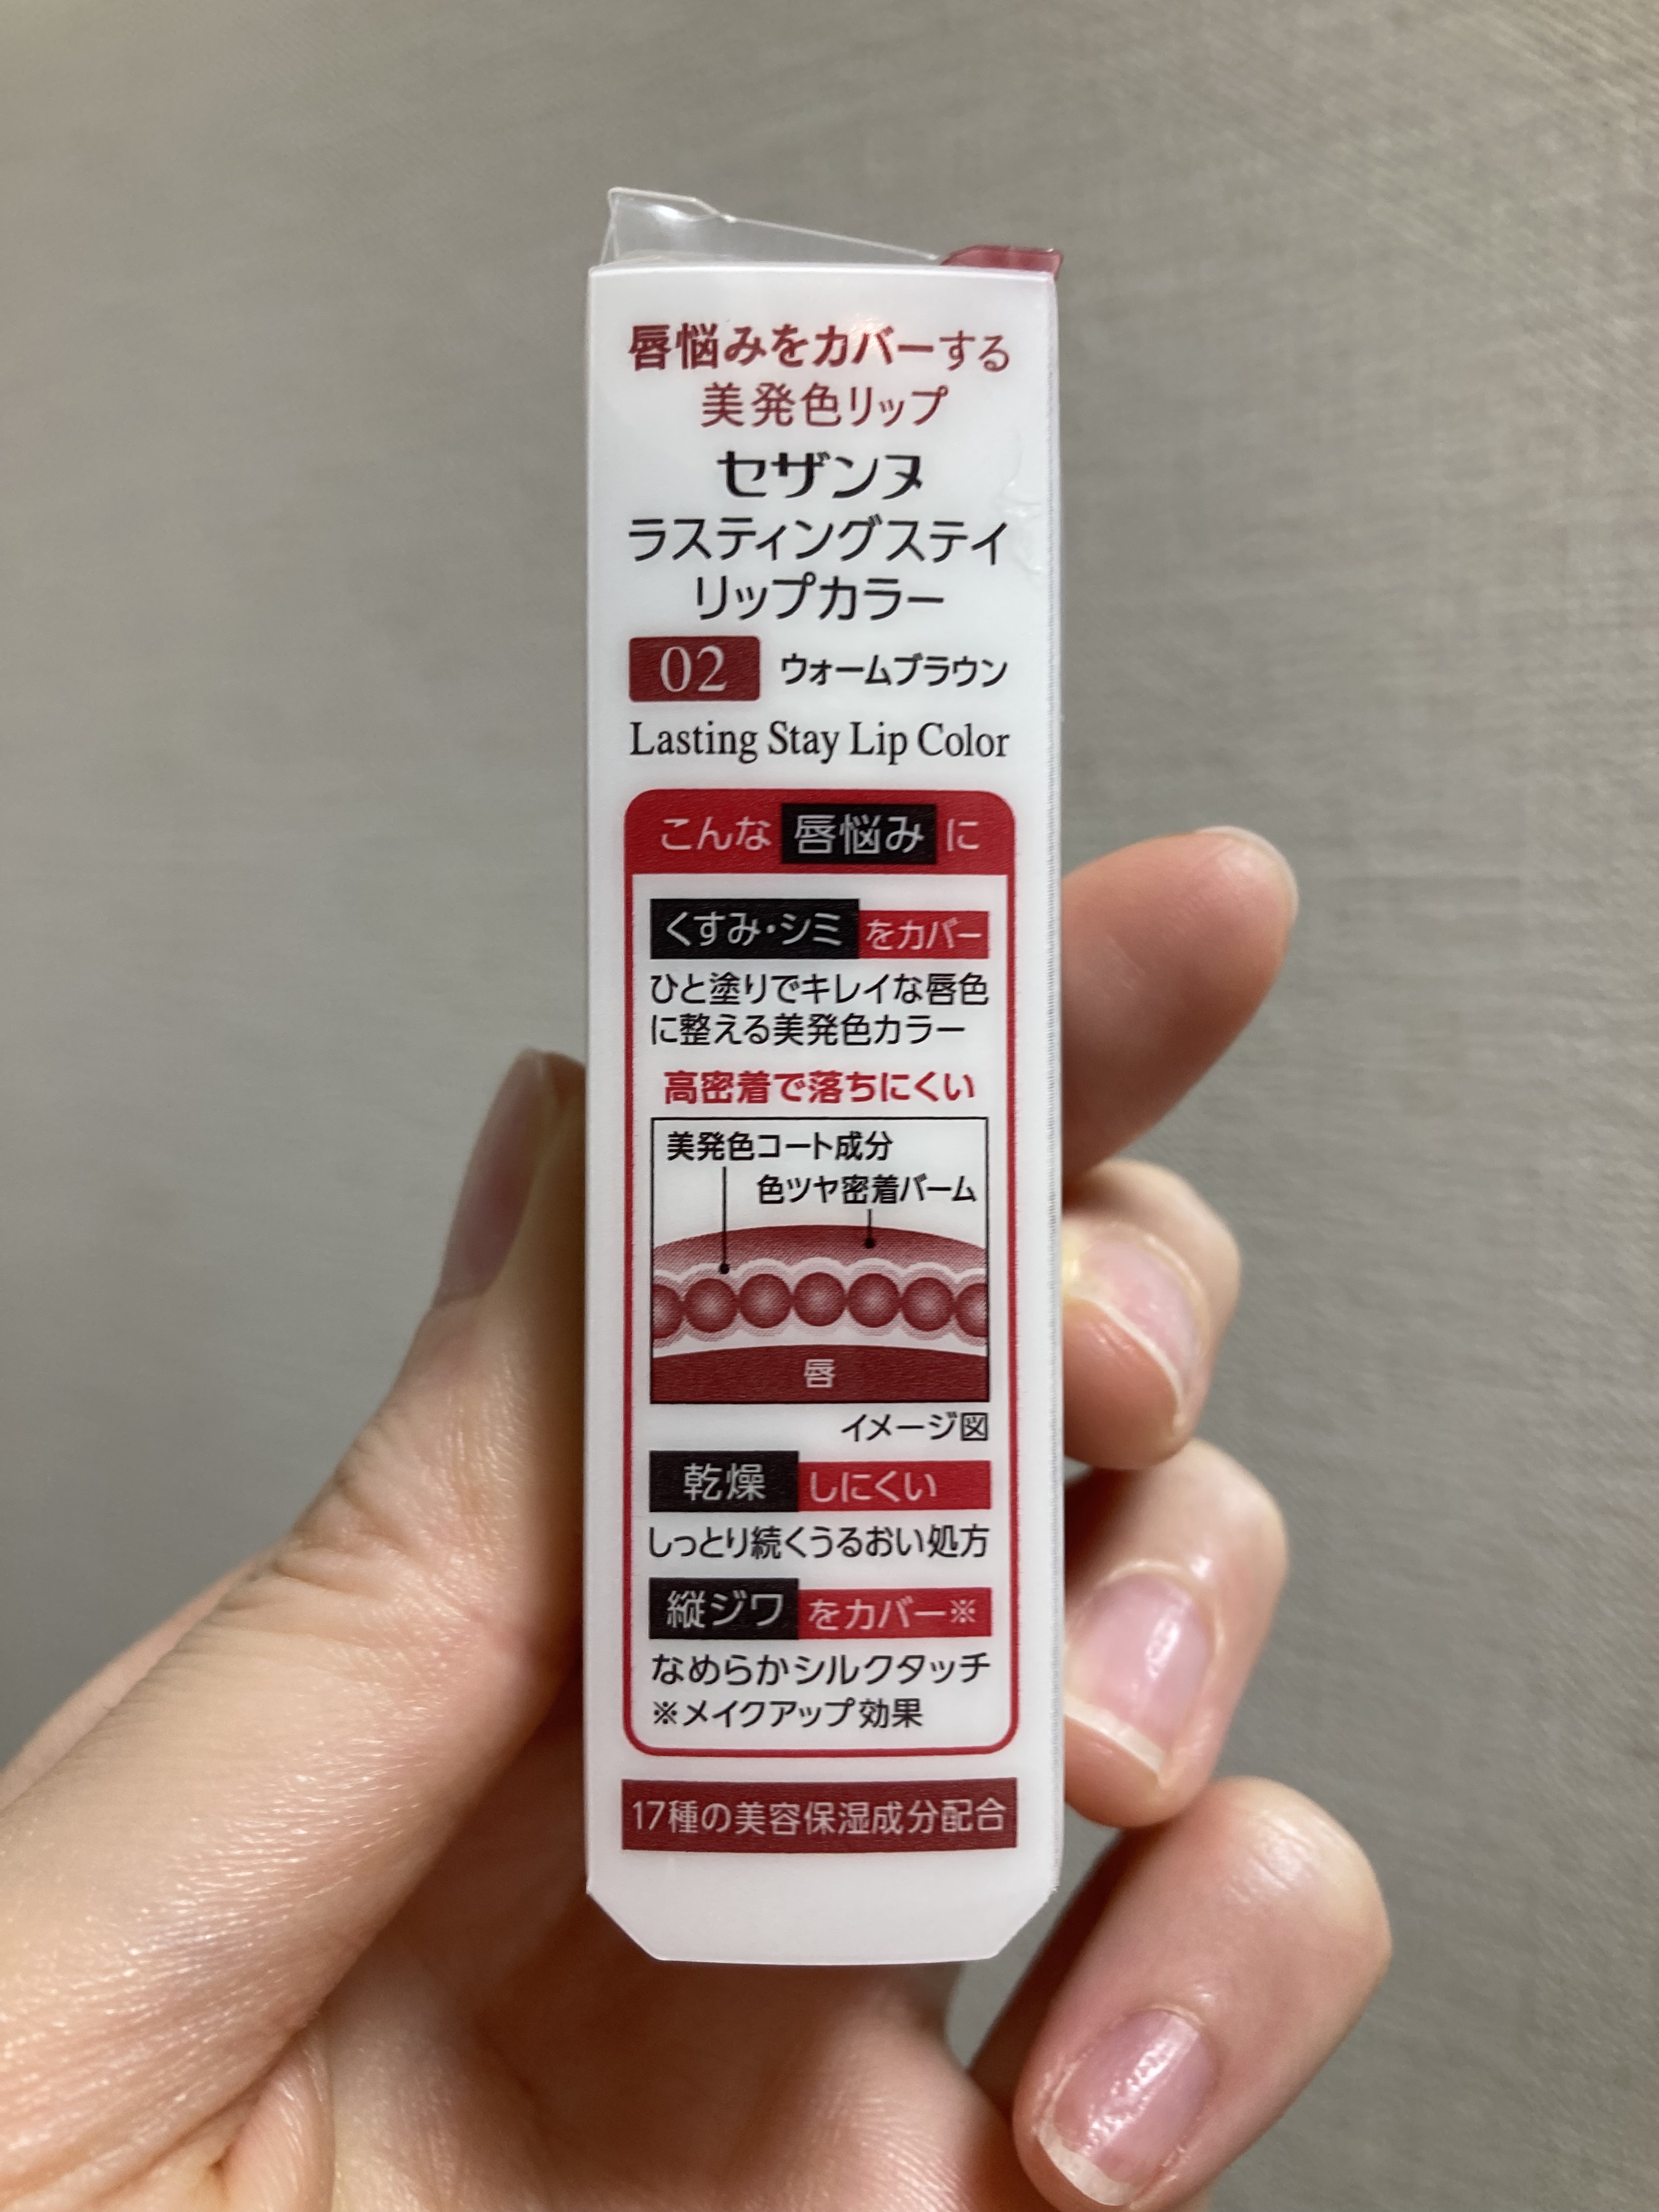 唇悩みをカバーする
美発色リップ
セザンヌ
ラスティングステイ
リップカラー
02 ウォームブラウン
Lasting Stay Lip Color
こんな 唇悩み に
くすみ・シミ をカバー
ひと塗りでキレイな唇色
に整える美発色カラー
高密着で落ちにくい
美発色コート成分
色ツヤ密着バーム
唇
イメージ図
乾燥 しにくい
しっとり続くうるおい処方
縦ジワ をカバー※
なめらかシルクタッチ
※メイクアップ効果
17種の美容保湿成分配合